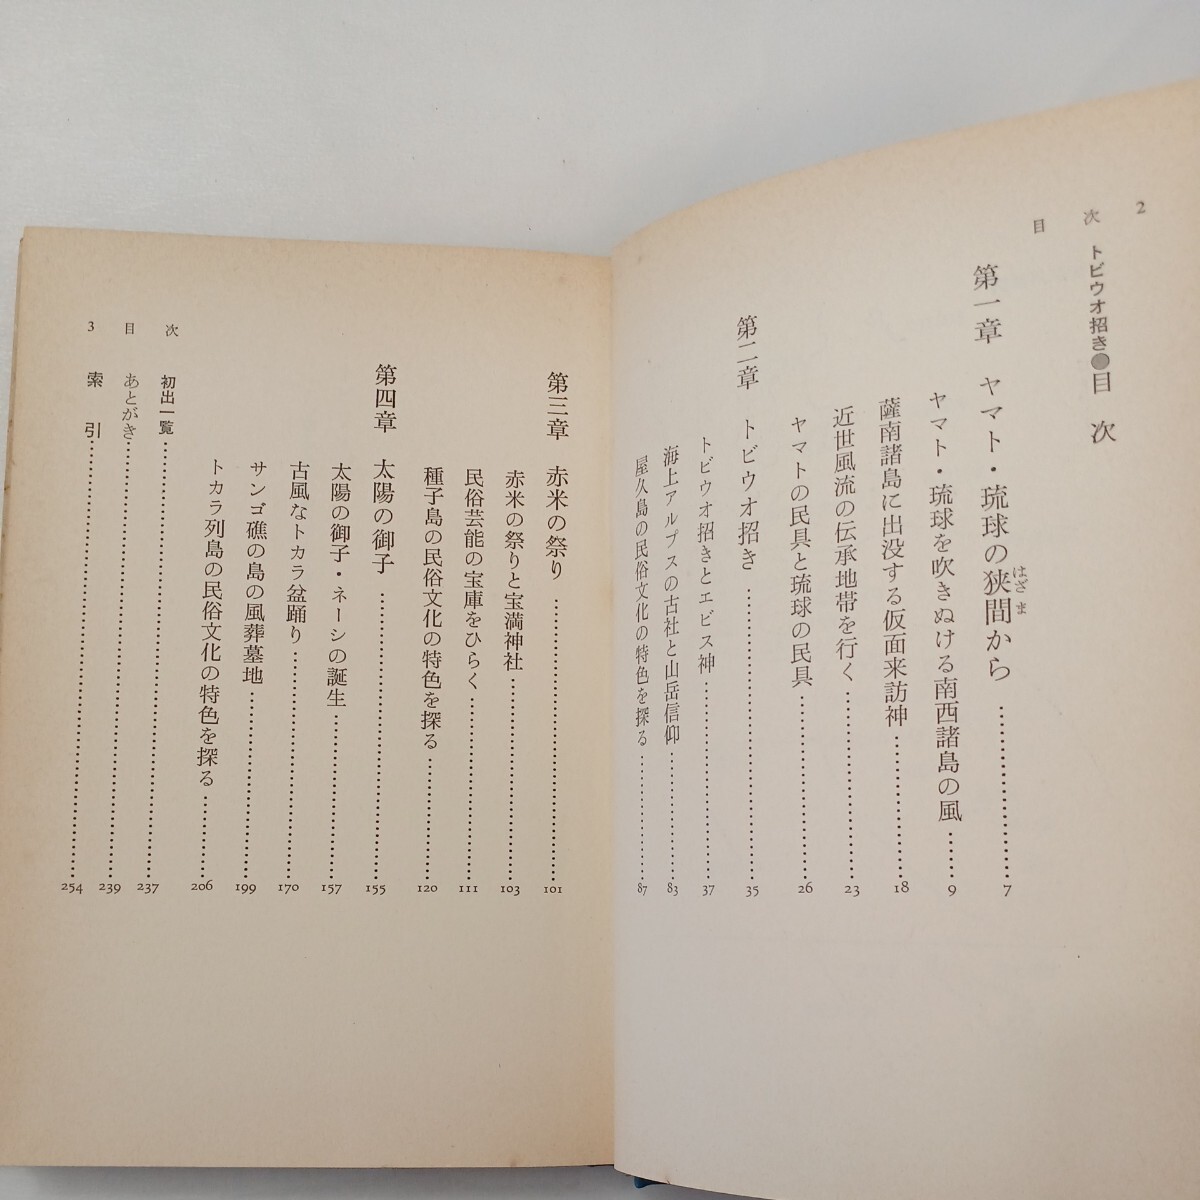 2
目次
トビウオ招き●目次
第一章 ヤマト・琉球の狭間から……………… 7
はざま
ヤマト・琉球を吹きぬける南西諸島の風…… 9
薩南諸島に出没する仮面来訪神……………… 18
近世風流の伝承地帯を行く……………… 23
ヤマトの民具と琉球の民具……………… 26
第二章 トビウオ招き……………… 35
トビウオ招きとエビス神……………… 37
海上アルプスの古社と山岳信仰……………… 83
屋久島の民俗文化の特色を探る……………… 87
第三章 赤米の祭り……………… 101
赤米の祭りと宝満神社……………… 103
民俗芸能の宝庫をひらく……………… 111
種子島の民俗文化の特色を探る……………… 120
第四章 太陽の御子……………… 155
太陽の御子・ネーシの誕生……………… 157
古風なトカラ盆踊り……………… 170
サンゴ礁の島の風葬墓地……………… 199
トカラ列島の民俗文化の特色を探る……… 206
初出一覧……………… 237
あとがき……………… 239
索引……………… 254
3 目次